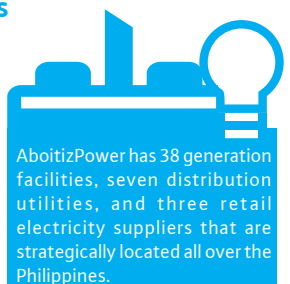 s
AboitizPower has 38 generation
facilities, seven distribution
utilities, and three retail
electricity suppliers that are
strategically located all over the
Philippines.